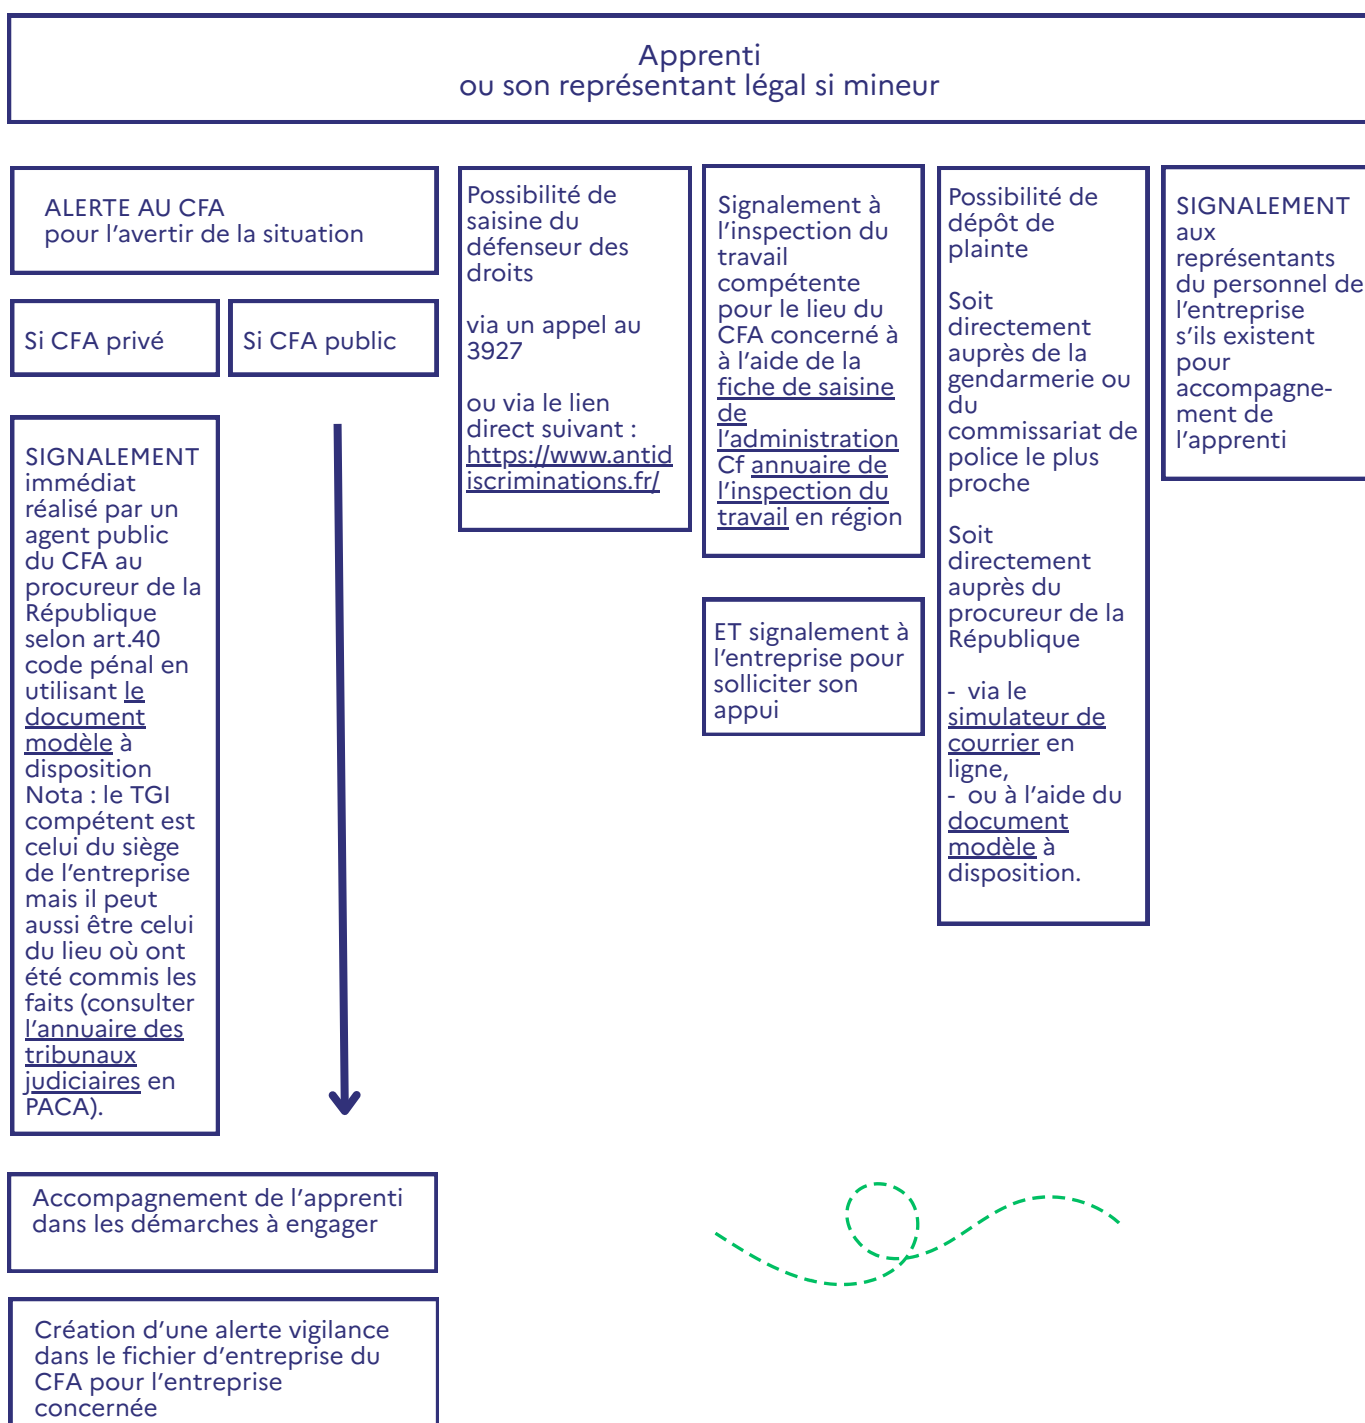 Apprenti
ou son représentant légal si mineur
ALERTE AU CFA
pour l'avertir de la situation
Si CFA privé
Si CFA public
SIGNALEMENT
immédiat
réalisé par un
agent public
du CFA au
procureur de la
République
selon art.40
code pénal en
utilisant le
document
modèle à
disposition
Nota : le TGI
compétent est
celui du siège
de l'entreprise
mais il peut
aussi être celui
du lieu où ont
été commis les
faits (consulter
l'annuaire des
tribunaux
judiciaires en
PACA).
Accompagnement de l'apprenti
dans les démarches à engager
Création d'une alerte vigilance
dans le fichier d'entreprise du
CFA pour l'entreprise
concernée
Possibilité de
saisine du
défenseur des
droits
via un appel au
3927
ou via le lien
direct suivant :
https://www.antid
iscriminations.fr/
Signalement à
l'inspection du
travail
compétente
pour le lieu du
CFA concerné à
à l'aide de la
fiche de saisine
de
l'administration
Cf annuaire de
l'inspection du
travail en région
ET signalement à
l'entreprise pour
solliciter son
appui
Possibilité de
dépôt de
plainte
Soit
directement
auprès de la
gendarmerie ou
du
commissariat de
police le plus
proche
Soit
directement
auprès du
procureur de la
République
- via le
simulateur de
courrier en
ligne,
- ou à l'aide du
document
modèle à
disposition.
SIGNALEMENT
aux
représentants
du personnel de
l'entreprise
s'ils existent
pour
accompagne-
ment de
l'apprenti